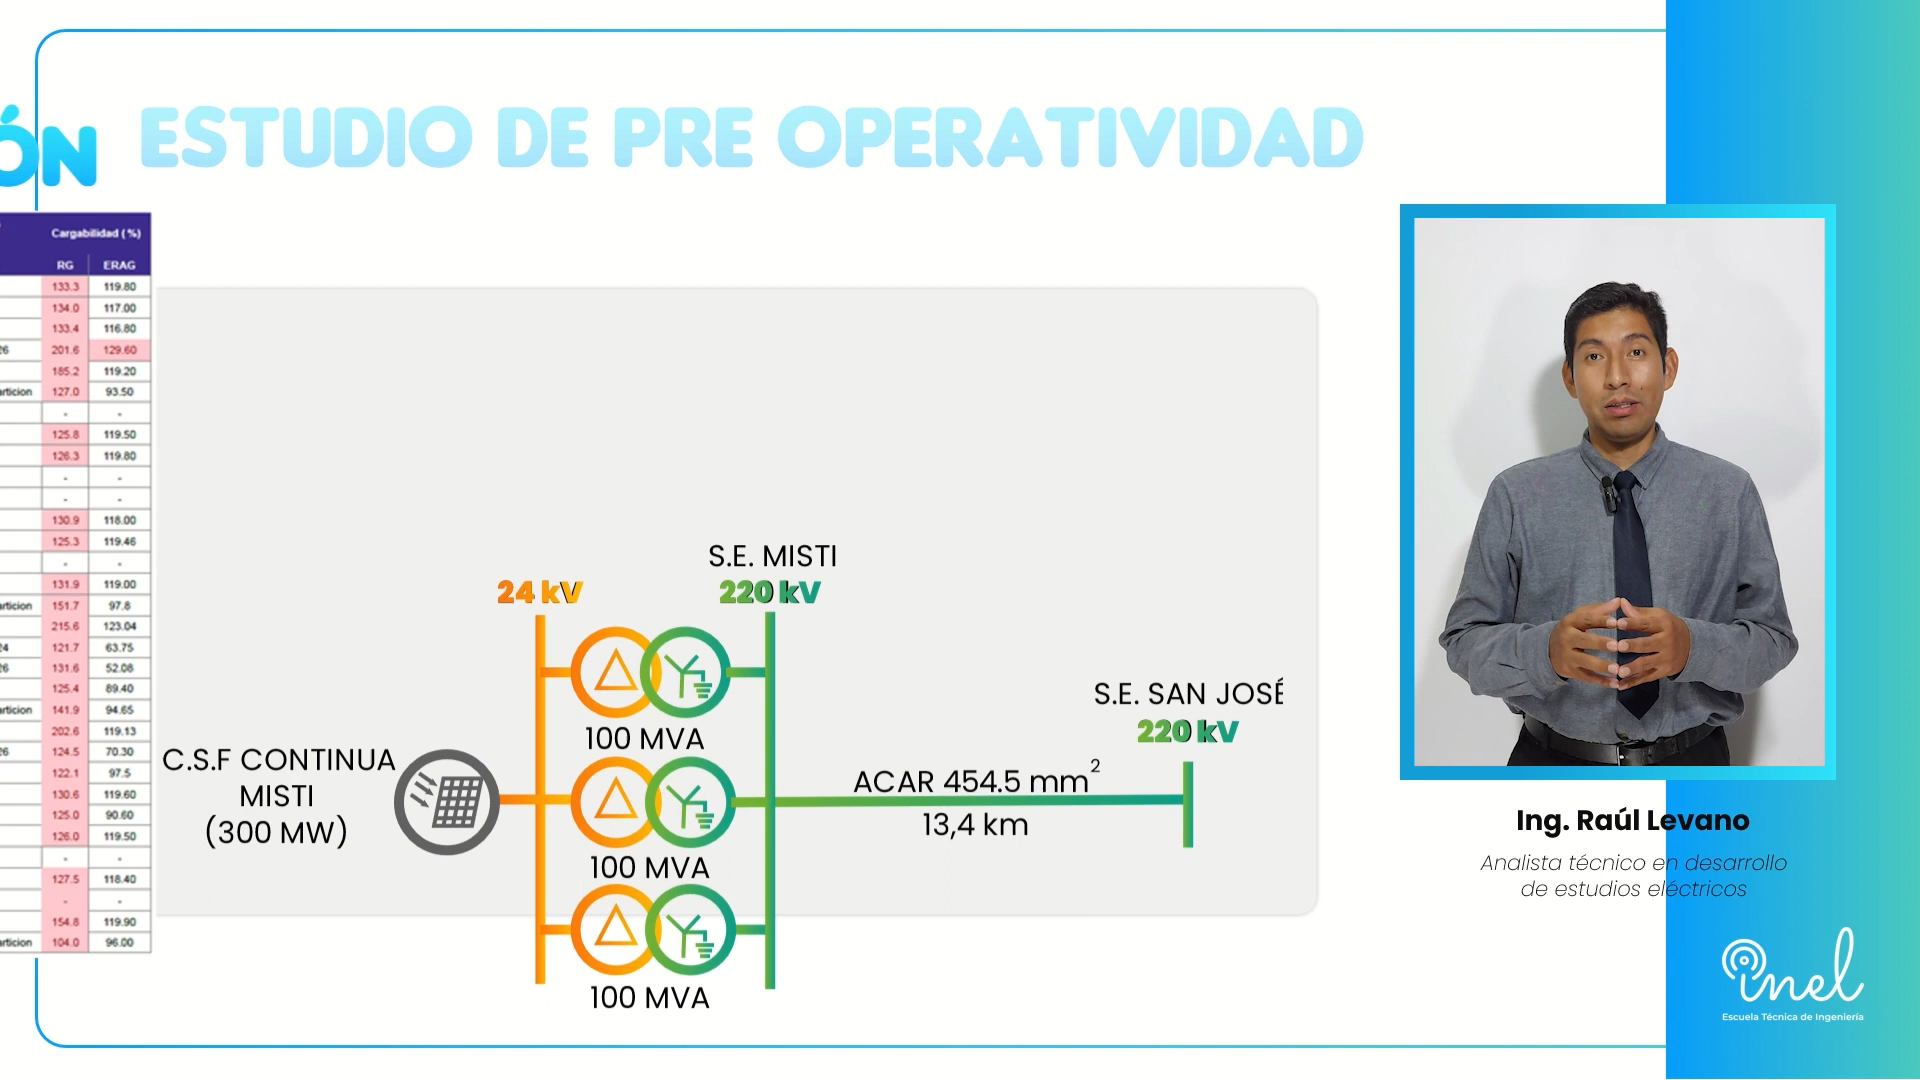 ÓN
ESTUDIO DE PRE OPERATIVIDAD
Cargabilidad (%)
RG ERAG
133.3 119.80
134.0 117.00
133.4 116.80
26 201.6 129.60
185.2 119.20
articion 127.0 93.50
- -
125.8 119.50
126.3 119.80
- -
- -
130.9 118.00
125.3 119.46
- -
131.9 119.00
articion 151.7 97.8
215.6 123.04
24 121.7 63.75
26 131.6 52.08
125.4 89.40
articion 141.9 94.65
202.6 119.13
26 124.5 70.30
122.1 97.5
130.6 119.60
125.0 90.60
126.0 119.50
- -
127.5 118.40
- -
154.8 119.90
articion 104.0 96.00
S.E. MISTI
24 kV
220 kV
100 MVA
C.S.F CONTINUA
MISTI
(300 MW)
100 MVA
100 MVA
ACAR 454.5 mm²
13,4 km
S.E. SAN JOSÉ
220 kV
Ing. Raúl Levano
Analista técnico en desarrollo
de estudios eléctricos
inel
Escuela Técnica de Ingeniería